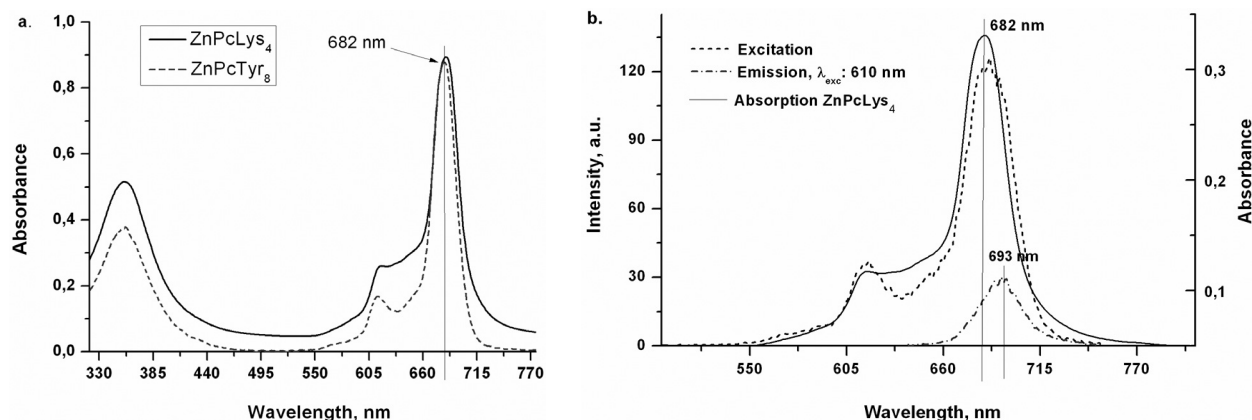 a.
1,0
0,8
0,6
0,4
0,2
0,0
Absorbance
ZnPcLys4
ZnPcTyr8
682 nm
330 385 440 495 550 605 660 715 770
Wavelength, nm
b.
120
90
60
30
0
Intensity, a.u.
Excitation
Emission, λexc: 610 nm
Absorption ZnPcLys4
682 nm
693 nm
0,3
0,2
0,1
Absorbance
550 605 660 715 770
Wavelength, nm